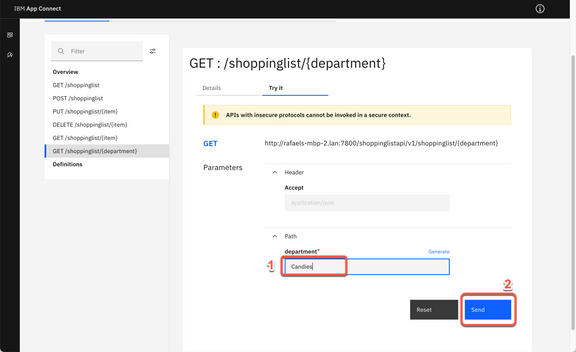 IBM App Connect
Filter
Overview
GET /shoppinglist
POST /shoppinglist
PUT /shoppinglist/{item}
DELETE /shoppinglist/{item}
GET /shoppinglist/{item}
GET /shoppinglist/{department}
Definitions
GET : /shoppinglist/{department}
Details
Try it
APIs with insecure protocols cannot be invoked in a secure context.
GET http://rafaels-mbp-2.lan:7800/shoppinglistapi/v1/shoppinglist/{department}
Parameters
Header
Accept
application/json
Path
department*
Generate
1
Candies
2
Reset
Send